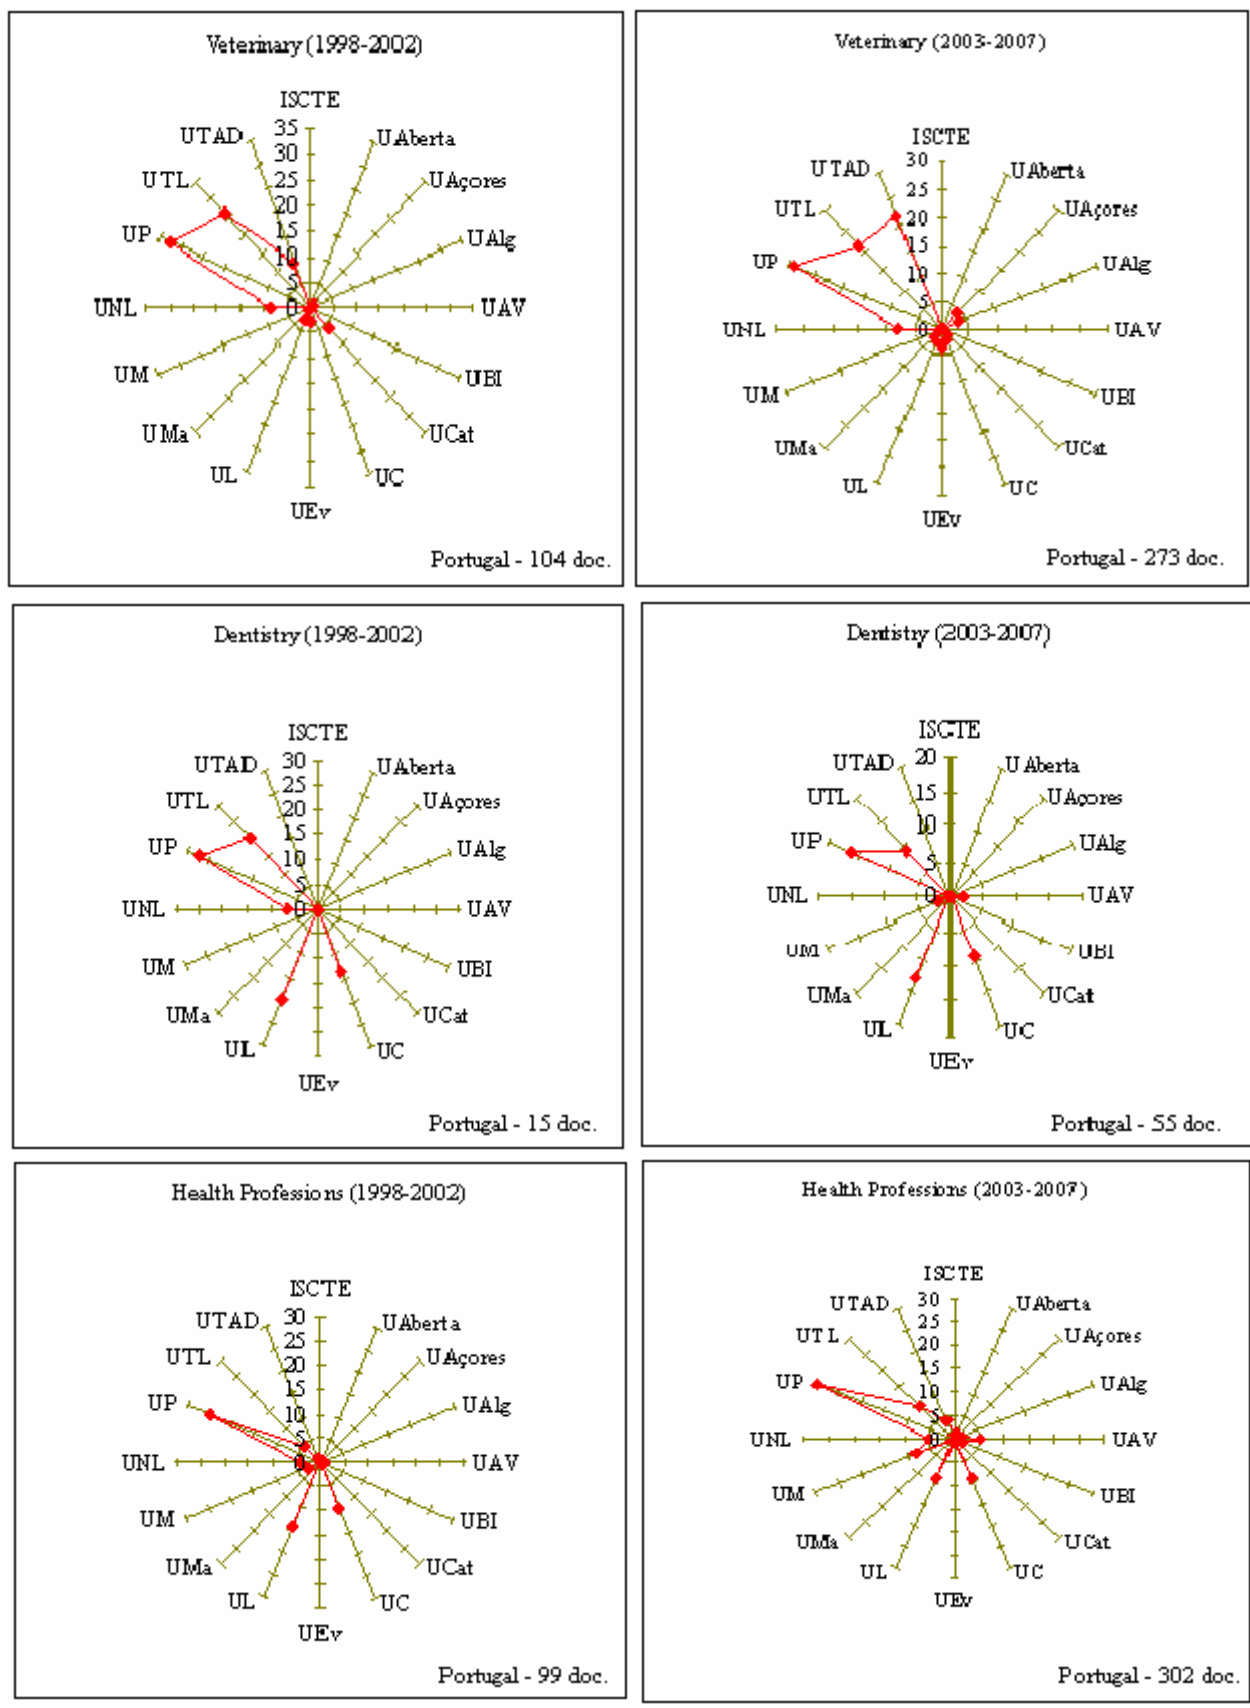 Veterinary (1998-2002)
ISCTE
UTAD
35
UAberta
30
UTL
25
UAçores
20
UP
15
UAlg
10
5
UNL
0
UAV
UM
UBI
UMa
UCat
UL
UC
UEv
Portugal - 104 doc.
Veterinary (2003-2007)
ISCTE
30
UTAD
UAberta
25
UTL
20
UAçores
15
UP
10
UAlg
5
UNL
0
UAV
UM
UBI
UMa
UCat
UL
UC
UEv
Portugal - 273 doc.
Dentistry (1998-2002)
ISCTE
30
UTAD
UAberta
25
UTL
20
UAçores
15
UP
10
UAlg
5
UNL
0
UAV
UM
UBI
UMa
UCat
UL
UC
UEv
Portugal - 15 doc.
Dentistry (2003-2007)
ISCTE
20
UTAD
UAberta
15
UTL
UAçores
10
UP
UAlg
5
UNL
0
UAV
UM
UBI
UMa
UCat
UL
UC
UEv
Portugal - 55 doc.
Health Professions (1998-2002)
ISCTE
30
UTAD
UAberta
25
UTL
20
UAçores
15
UP
10
UAlg
5
UNL
0
UAV
UM
UBI
UMa
UCat
UL
UC
UEv
Portugal - 99 doc.
Health Professions (2003-2007)
ISCTE
30
UTAD
UAberta
25
UTL
20
UAçores
15
UP
10
UAlg
5
UNL
0
UAV
UM
UBI
UMa
UCat
UL
UC
UEv
Portugal - 302 doc.